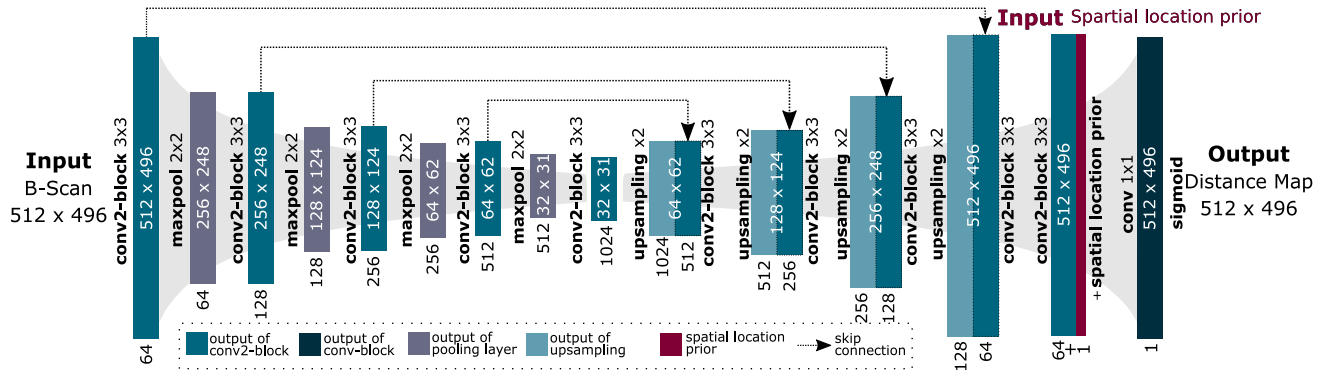 Input Spartial location prior
Input
B-Scan
512 x 496
conv2-block 3x3
512 x 496
64
maxpool 2x2
256 x 248
64
conv2-block 3x3
256 x 248
128
maxpool 2x2
128 x 124
128
conv2-block 3x3
128 x 124
256
maxpool 2x2
64 x 62
256
conv2-block 3x3
64 x 62
512
maxpool 2x2
32 x 31
512
conv2-block 3x3
32 x 31
1024
upsampling x2
64 x 62
1024
512
conv2-block 3x3
upsampling x2
128 x 124
512
256
conv2-block 3x3
upsampling x2
256 x 248
256
128
conv2-block 3x3
upsampling x2
512 x 496
128
64
conv2-block 3x3
conv2-block 3x3
512 x 496
64
+
1
+ spatial location prior
conv 1x1
512 x 496
1
sigmoid
Output
Distance Map
512 x 496
output of
conv2-block
output of
conv-block
output of
pooling layer
output of
upsampling
spatial location
prior
skip
connection